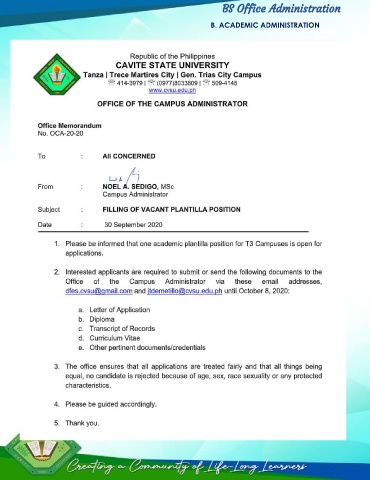 BS Office Administration
B. ACADEMIC ADMINISTRATION
Republic of the Philippines
CAVITE STATE UNIVERSITY
Tanza | Trece Martires City | Gen. Trias City Campus
☏ 414-3979 | ☏ (0977)8033809 | ☏ 509-4148
www.cvsu.edu.ph
OFFICE OF THE CAMPUS ADMINISTRATOR
Office Memorandum
No. OCA-20-20
To : All CONCERNED
From : NOEL A. SEDIGO, MSc
Campus Administrator
Subject : FILLING OF VACANT PLANTILLA POSITION
Date : 30 September 2020
1. Please be informed that one academic plantilla position for T3 Campuses is open for
applications.
2. Interested applicants are required to submit or send the following documents to the
Office of the Campus Administrator via these email addresses,
dfes.cvsu@gmail.com and jtdemetillo@cvsu.edu.ph until October 8, 2020;
a. Letter of Application
b. Diploma
c. Transcript of Records
d. Curriculum Vitae
e. Other pertinent documents/credentials
3. The office ensures that all applications are treated fairly and that all things being
equal, no candidate is rejected because of age, sex, race sexuality or any protected
characteristics.
4. Please be guided accordingly.
5. Thank you.
Creating a Community of Life-Long Learners